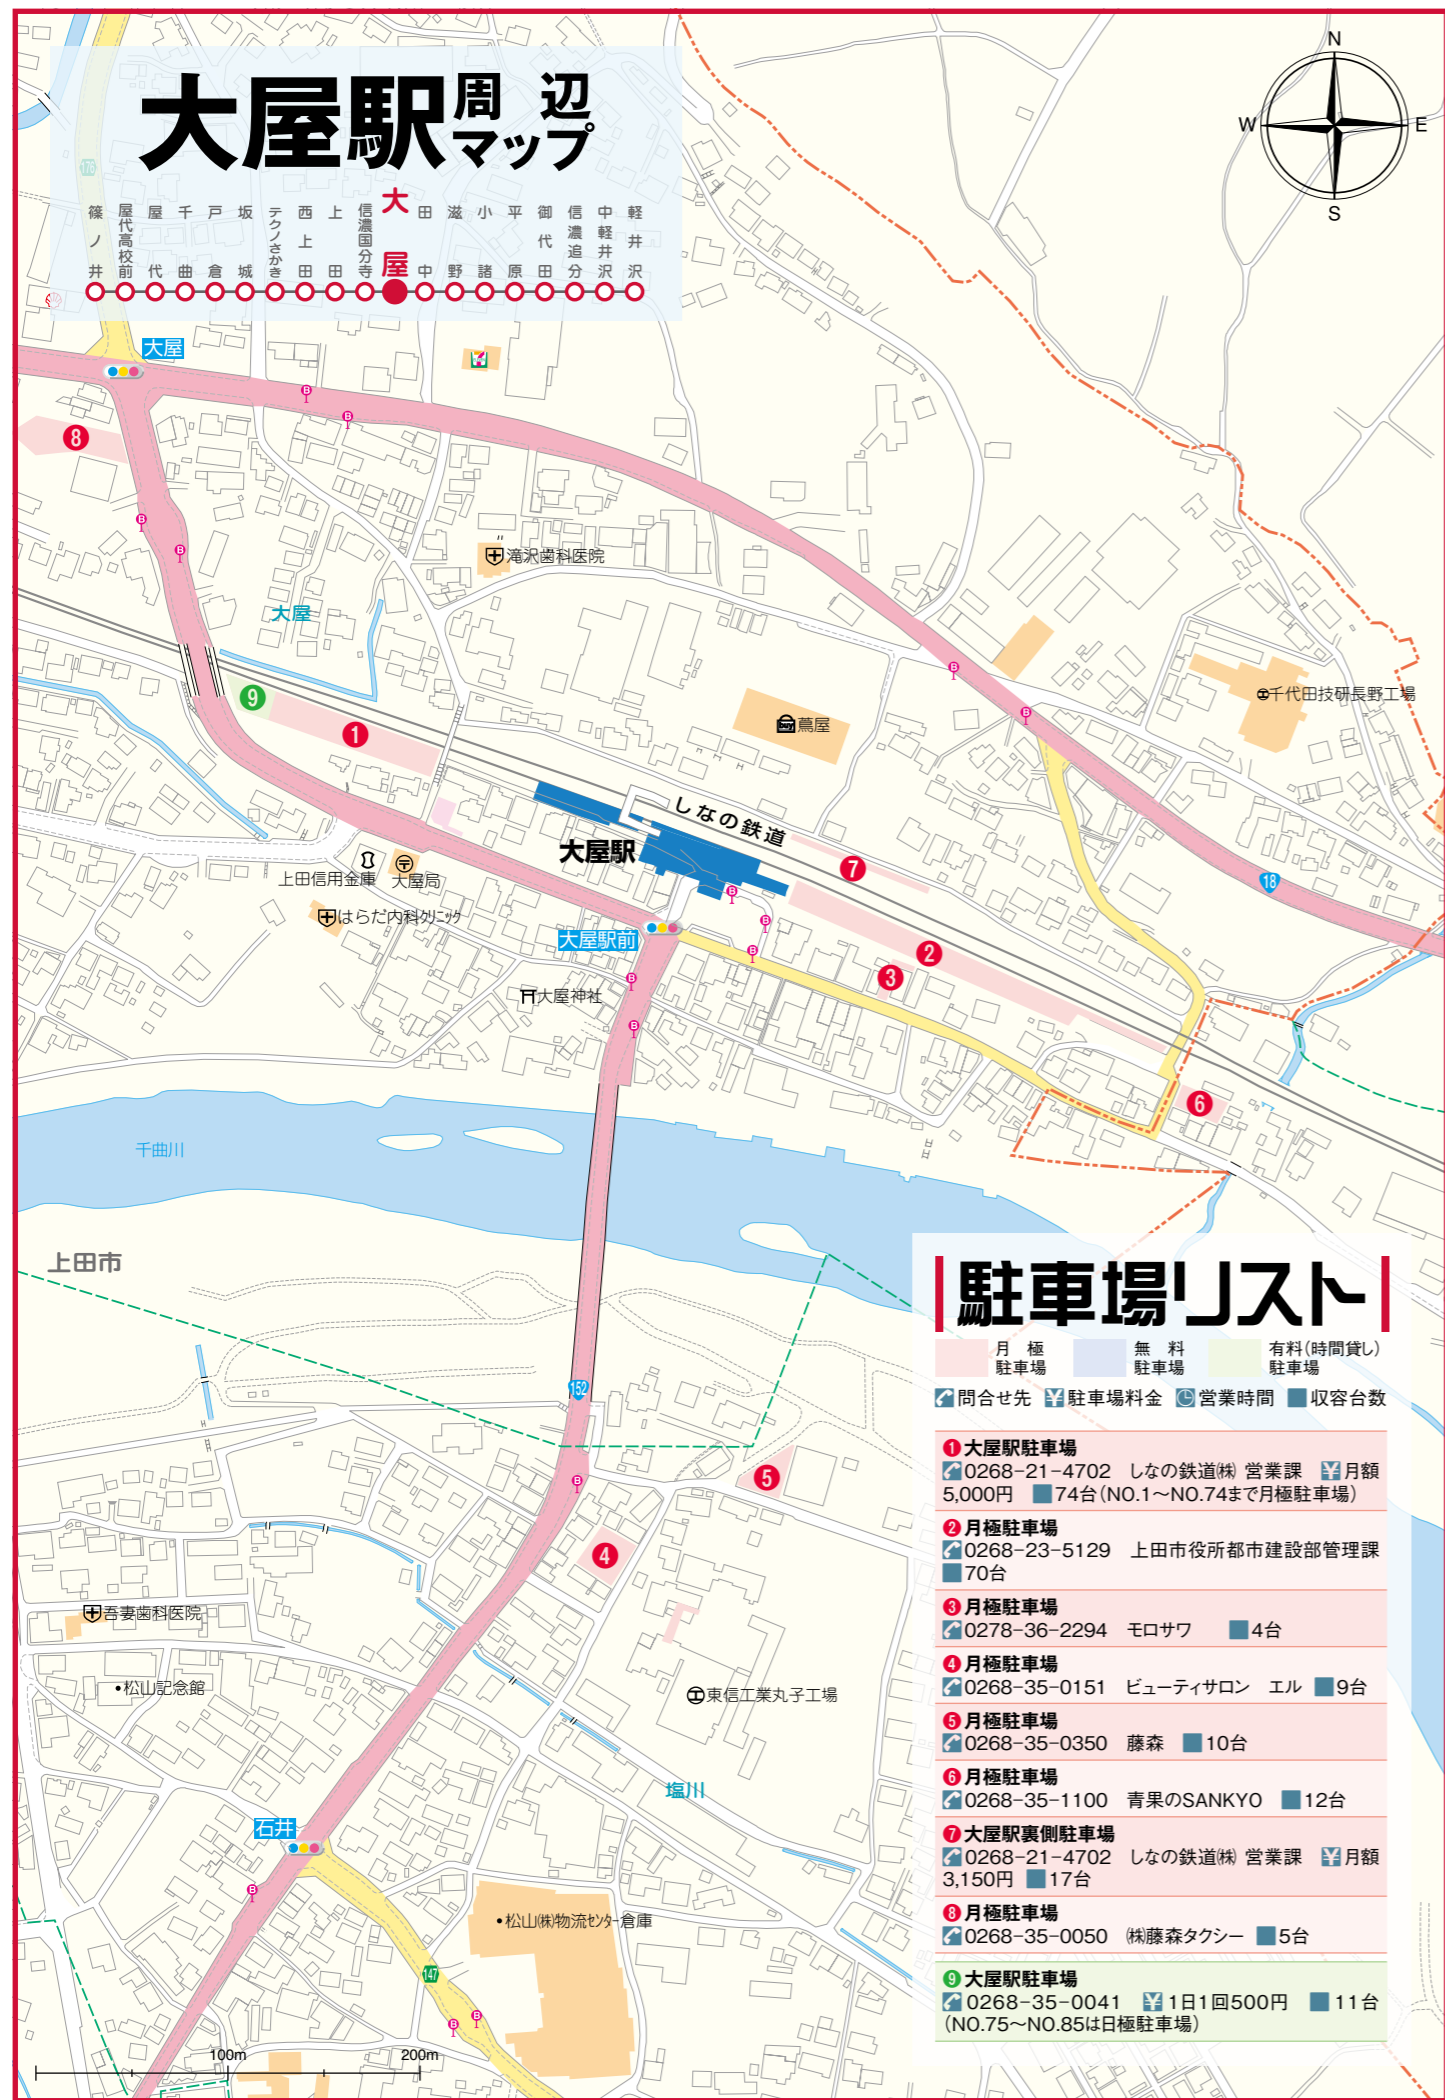 大屋駅周辺マップ
篠ノ井
屋代高校前
屋代
千曲
戸倉
坂城
テクノさかき
西上田
上田
信濃国分寺
大屋
田中
滋野
小諸
平原
御代田
信濃追分
中軽井沢
軽井沢
N
W
E
S
176
大屋
8
滝沢歯科医院
大屋
9
1
buy
蔦屋
千代田技研長野工場
しなの鉄道
大屋駅
7
18
上田信用金庫
大屋局
はらだ内科クリニック
大屋駅前
2
3
大屋神社
6
千曲川
上田市
152
5
4
吾妻歯科医院
松山記念館
東信工業丸子工場
塩川
石井
松山㈱物流センター倉庫
147
100m
200m
駐車場リスト
月極駐車場
無料駐車場
有料(時間貸し)駐車場
問合せ先 ¥駐車場料金 営業時間 収容台数
1 大屋駅駐車場
0268-21-4702 しなの鉄道㈱ 営業課 ¥月額
5,000円 74台(NO.1～NO.74まで月極駐車場)
2 月極駐車場
0268-23-5129 上田市役所都市建設部管理課
70台
3 月極駐車場
0278-36-2294 モロサワ 4台
4 月極駐車場
0268-35-0151 ビューティサロン エル 9台
5 月極駐車場
0268-35-0350 藤森 10台
6 月極駐車場
0268-35-1100 青果のSANKYO 12台
7 大屋駅裏側駐車場
0268-21-4702 しなの鉄道㈱ 営業課 ¥月額
3,150円 17台
8 月極駐車場
0268-35-0050 ㈱藤森タクシー 5台
9 大屋駅駐車場
0268-35-0041 ¥1日1回500円 11台
(NO.75～NO.85は日極駐車場)